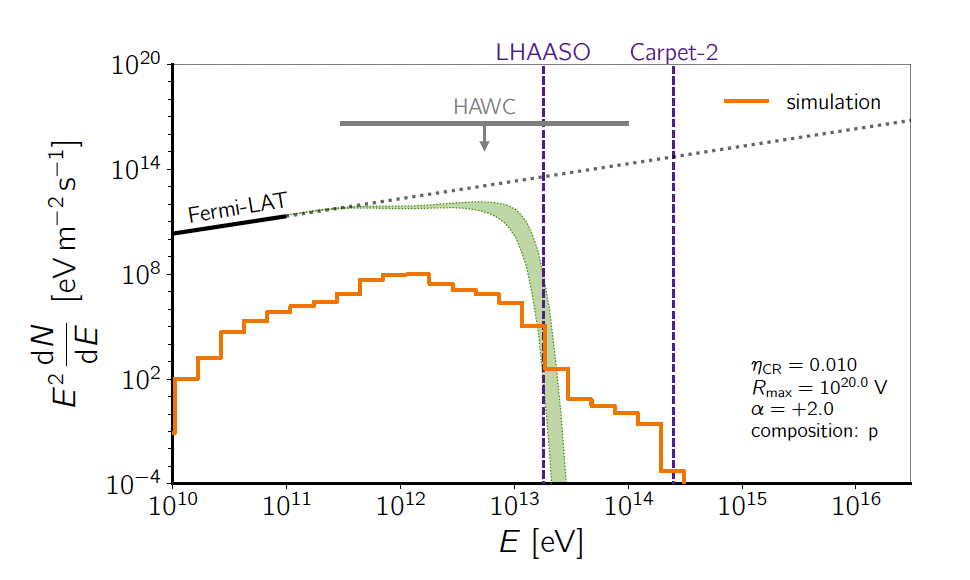 LHAASO Carpet-2
10^20
simulation
HAWC
10^14
Fermi-LAT
10^8
10^2
10^−4
E^2 dN/dE [eV m^−2 s^−1]
η_CR = 0.010
R_max = 10^20.0 V
α = +2.0
composition: p
10^10 10^11 10^12 10^13 10^14 10^15 10^16
E [eV]